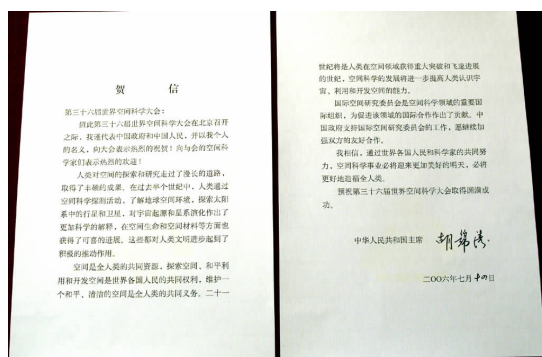 贺 信
第三十六届世界空间科学大会：
值此第三十六届世界空间科学大会在北京召开
之际，我谨代表中国政府和中国人民，并以我个人
的名义，向大会表示热烈的祝贺！向与会的空间科
学家们表示热烈的欢迎！
人类对空间的探索和研究走过了漫长的道路，
取得了丰硕的成果。在过去半个世纪中，人类通过
空间科学探测活动，了解地球空间环境，探索太阳
系中的行星和卫星，对宇宙起源和星系演化作出了
更加科学的解释，在空间生命和空间材料等方面也
获得了可喜的进展。这些都对人类文明进步起到了
积极的推动作用。
空间是全人类的共同资源，探索空间、和平利
用和开发空间是世界各国人民的共同权利，维护一
个和平、清洁的空间是全人类的共同义务。二十一
世纪将是人类在空间领域获得重大突破和飞速进展
的世纪，空间科学的发展将进一步提高人类认识宇
宙、利用和开发空间的能力。
国际空间研究委员会是空间科学领域的重要国
际组织，为促进该领域的国际合作作出了贡献。中
国政府支持国际空间研究委员会的工作，愿继续加
强双方的友好合作。
我相信，通过世界各国人民和科学家的共同努
力，空间科学事业必将迎来更加美好的明天，必将
更好地造福全人类。
预祝第三十六届世界空间科学大会取得圆满成
功。
中华人民共和国主席 胡锦涛
二〇〇六年七月十四日